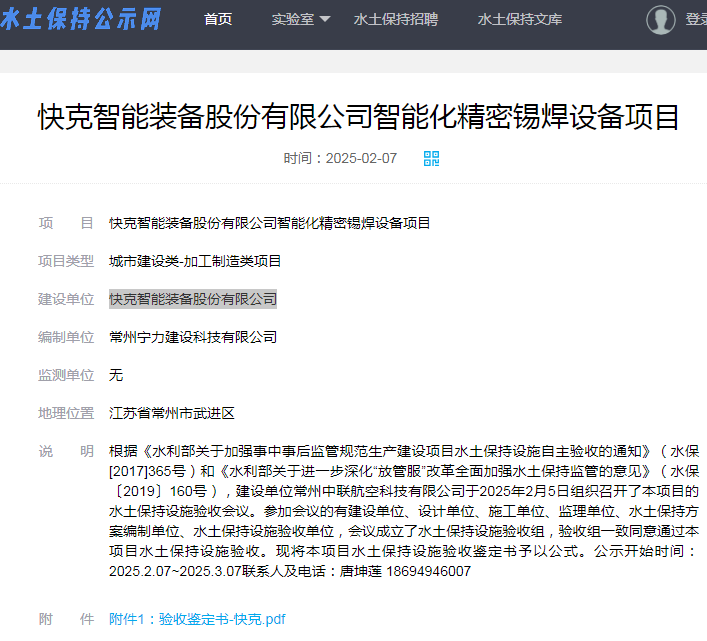 水土保持公示网 首页 实验室 水土保持招聘 水土保持文库 登录
快克智能装备股份有限公司智能化精密锡焊设备项目
时间：2025-02-07
项 目 快克智能装备股份有限公司智能化精密锡焊设备项目
项目类型 城市建设类-加工制造类项目
建设单位 快克智能装备股份有限公司
编制单位 常州宁力建设科技有限公司
监测单位 无
地理位置 江苏省常州市武进区
说 明 根据《水利部关于加强事中事后监管规范生产建设项目水土保持设施自主验收的通知》（水保
[2017]365号）和《水利部关于进一步深化“放管服”改革全面加强水土保持监管的意见》（水保
〔2019〕160号），建设单位常州中联航空科技有限公司于2025年2月5日组织召开了本项目的
水土保持设施验收会议。参加会议的有建设单位、设计单位、施工单位、监理单位、水土保持方
案编制单位、水土保持设施验收单位，会议成立了水土保持设施验收组，验收组一致同意通过本
项目水土保持设施验收。现将本项目水土保持设施验收鉴定书予以公式。公示开始时间：
2025.2.07~2025.3.07联系人及电话：唐坤莲 18694946007
附 件 附件1：验收鉴定书-快克.pdf